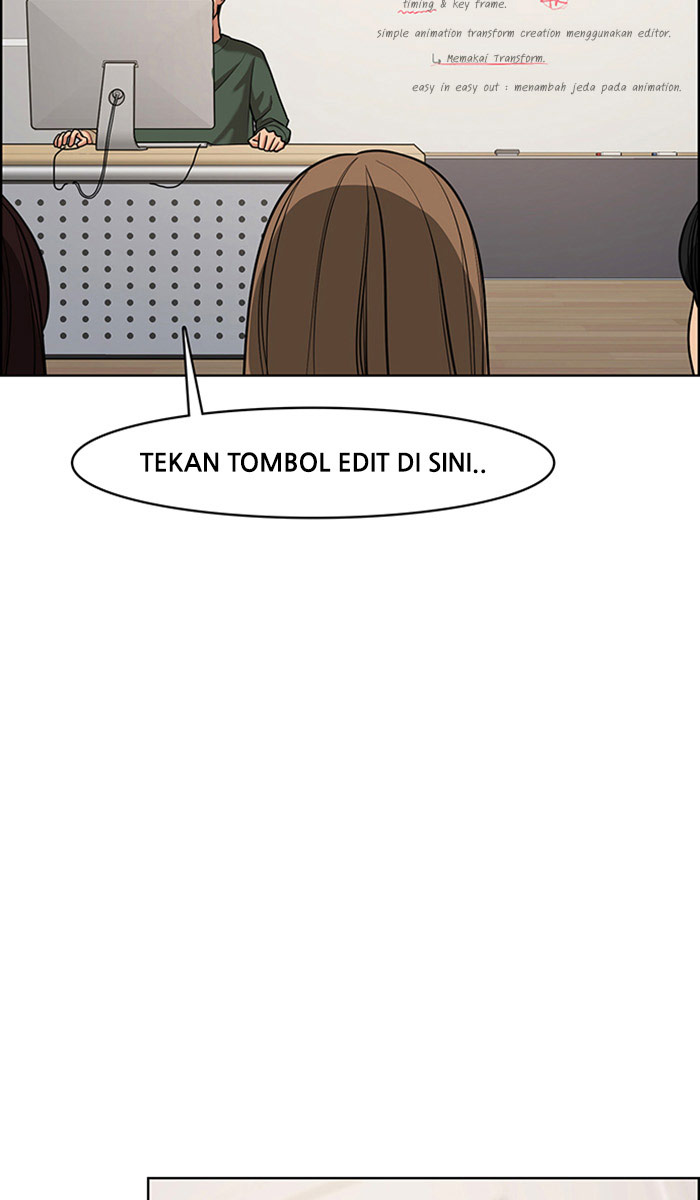 timing & key frame.
simple animation transform creation menggunakan editor.
↳ Memakai Transform.
easy in easy out : menambah jeda pada animation.
TEKAN TOMBOL EDIT DI SINI..